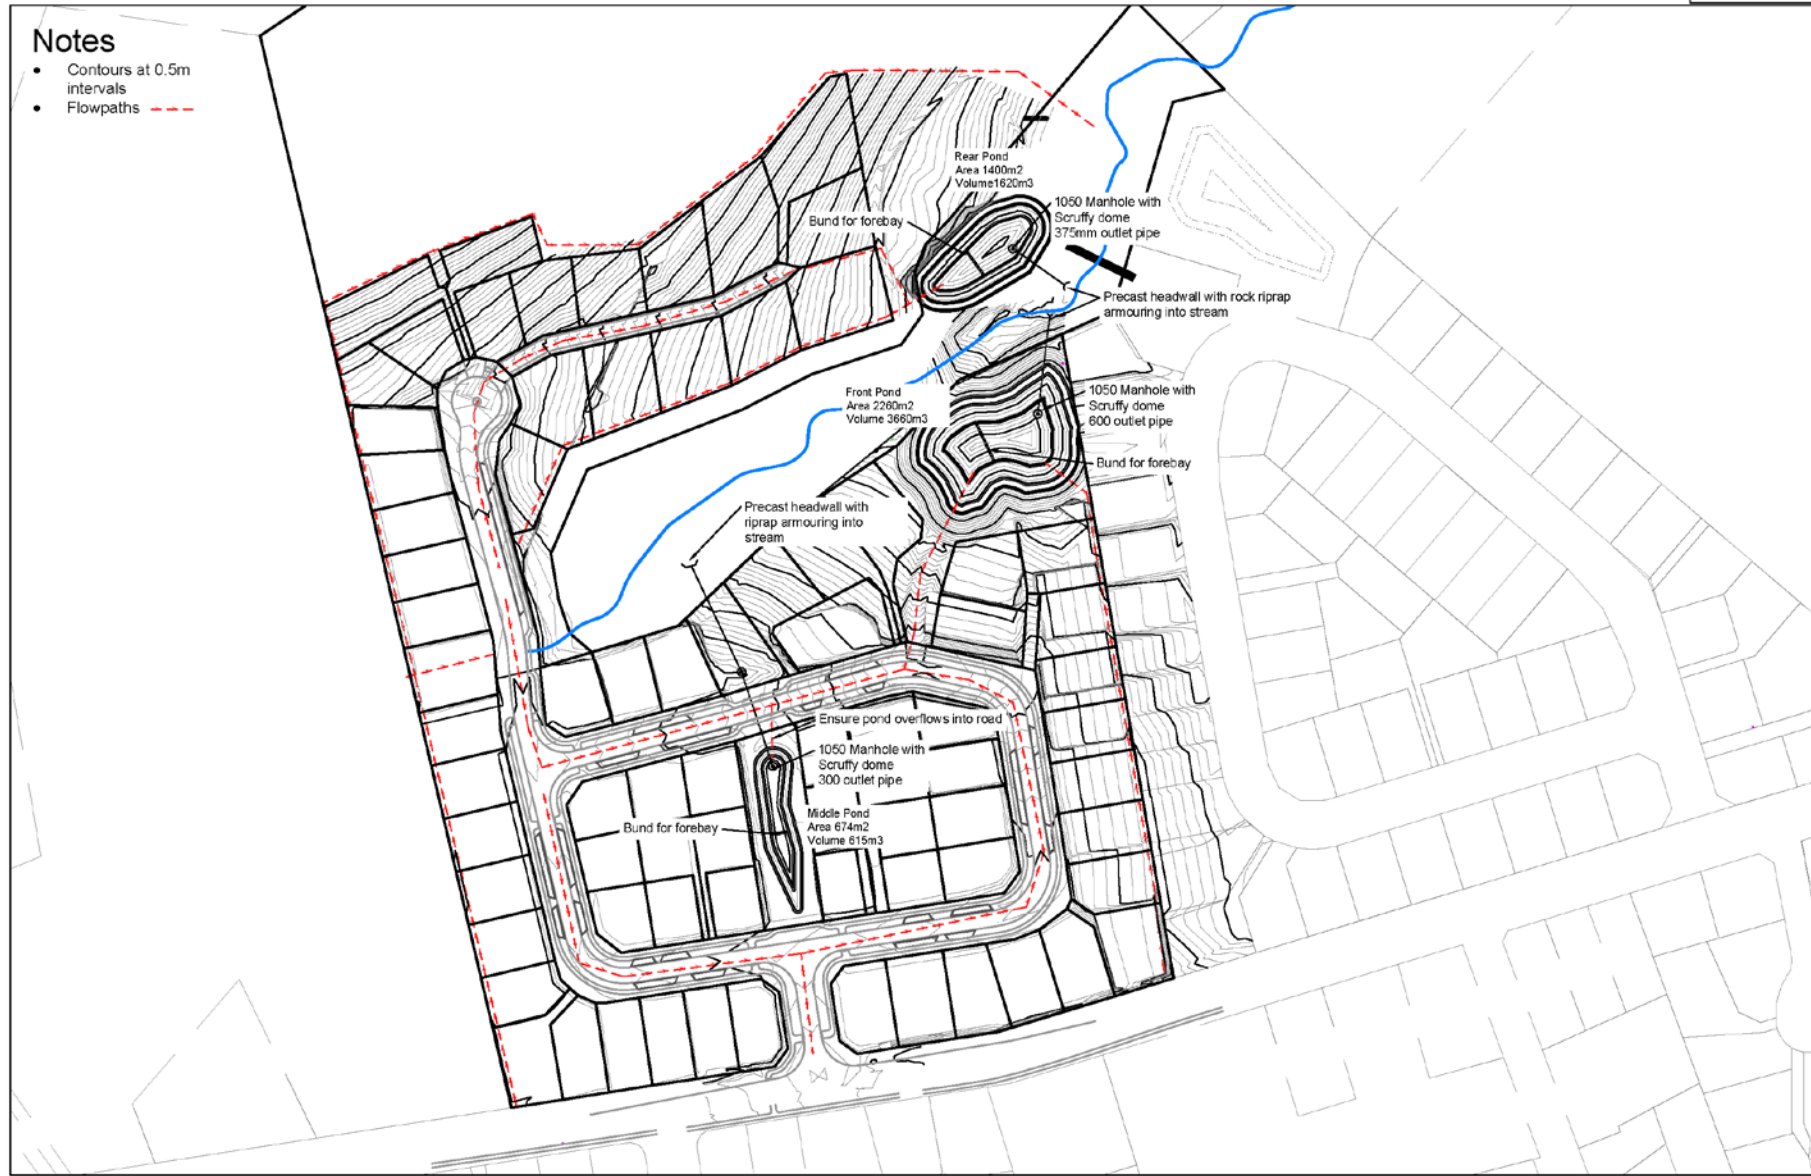 Notes
• Contours at 0.5m
intervals
• Flowpaths
Rear Pond
Area 1400m2
Volume1620m3
Bund for forebay
1050 Manhole with
Scruffy dome
375mm outlet pipe
Precast headwall with rock riprap
armouring into stream
Front Pond
Area 2260m2
Volume 3660m3
1050 Manhole with
Scruffy dome
600 outlet pipe
Bund for forebay
Precast headwall with
riprap armouring into
stream
Ensure pond overflows into road
1050 Manhole with
Scruffy dome
300 outlet pipe
Middle Pond
Area 674m2
Volume 615m3
Bund for forebay